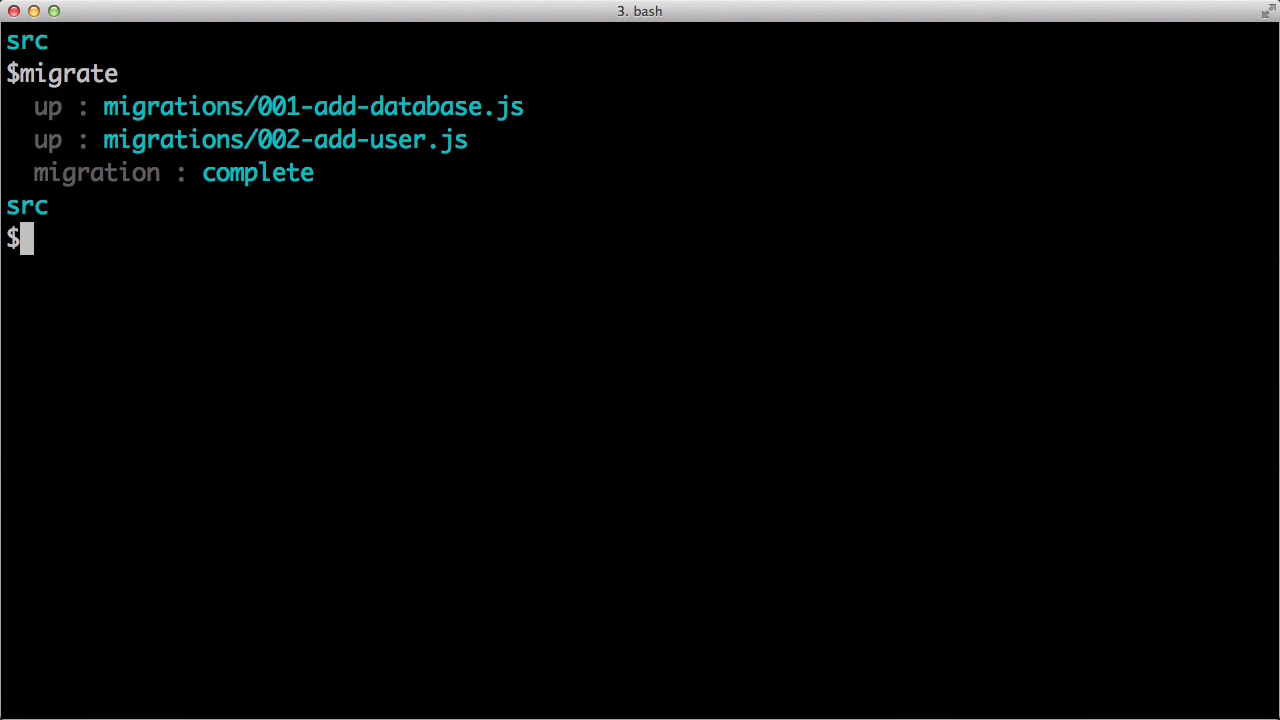 3. bash
src
$migrate
up : migrations/001-add-database.js
up : migrations/002-add-user.js
migration : complete
src
$